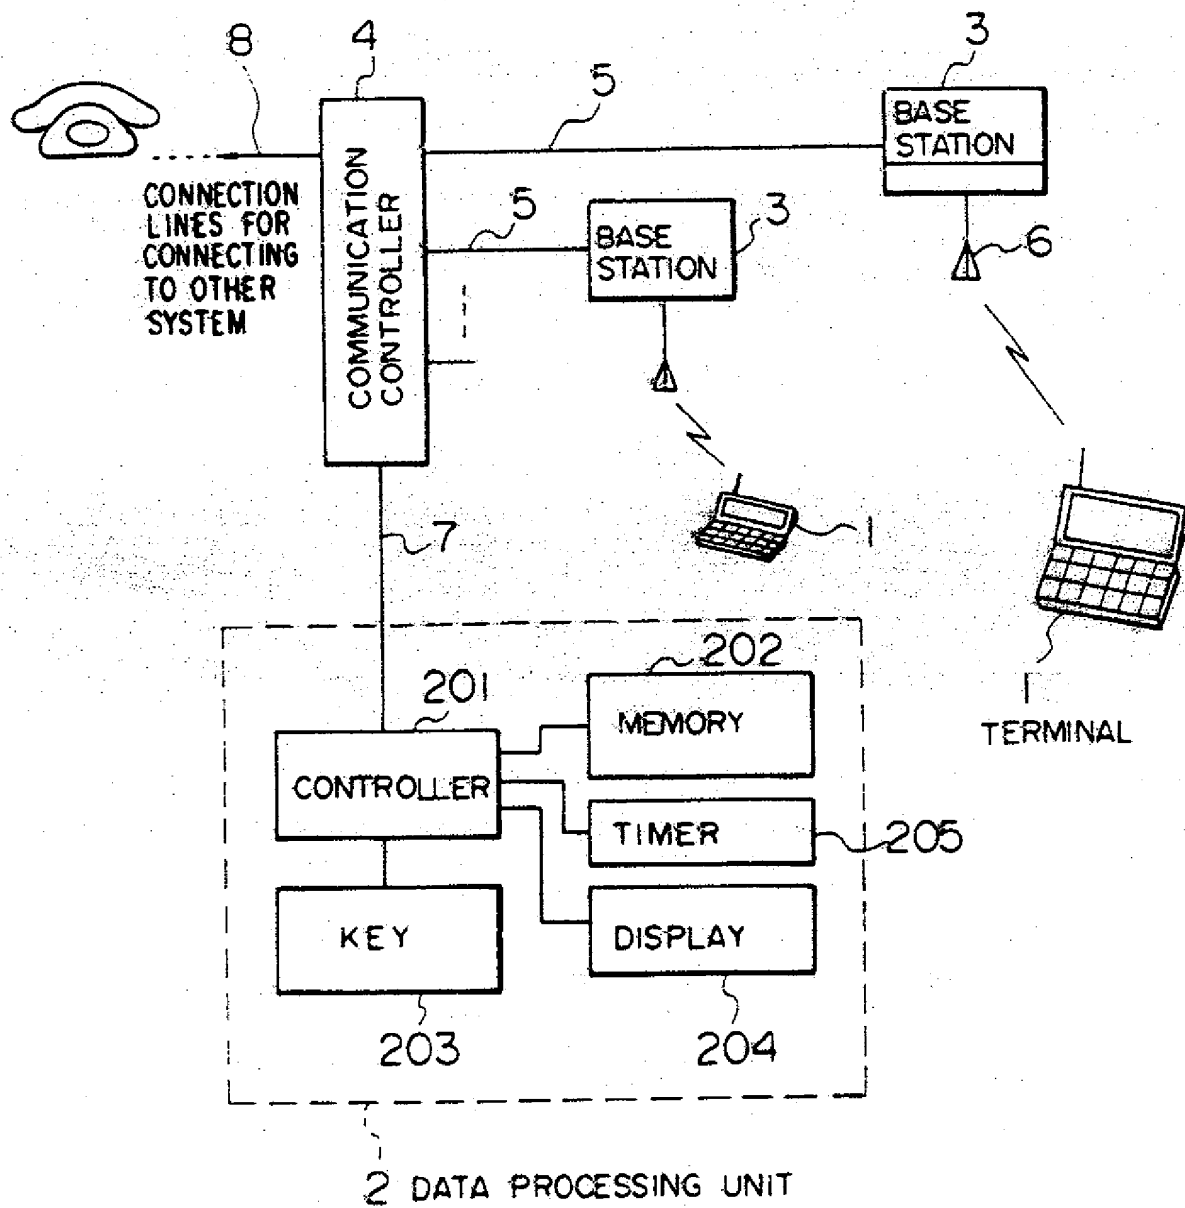 8
4
3
5
BASE
STATION
CONNECTION
LINES FOR
CONNECTING
TO OTHER
SYSTEM
COMMUNICATION
CONTROLLER
5
BASE
STATION
3
6
1
7
1
TERMINAL
201
202
CONTROLLER
MEMORY
TIMER
205
KEY
DISPLAY
203
204
2 DATA PROCESSING UNIT